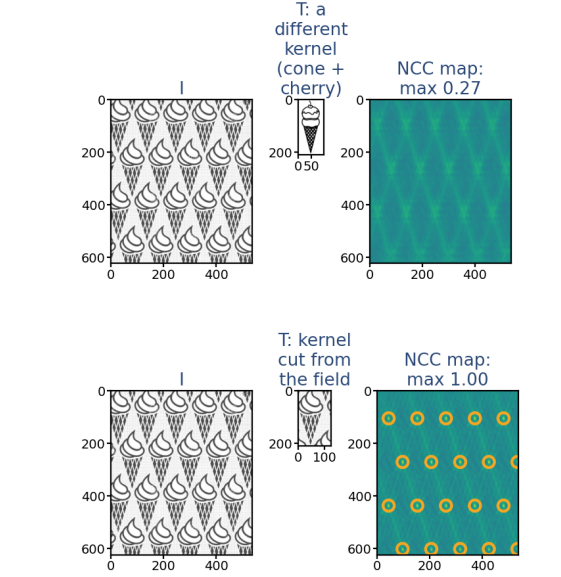 T: a
different
kernel
(cone +
cherry)
I
NCC map:
max 0.27
0
200
400
600
0 200 400
0
200
0 50
0
200
400
600
0 200 400
T: kernel
cut from
the field
I
NCC map:
max 1.00
0
200
400
600
0 200 400
0
200
0 100
0
200
400
600
0 200 400